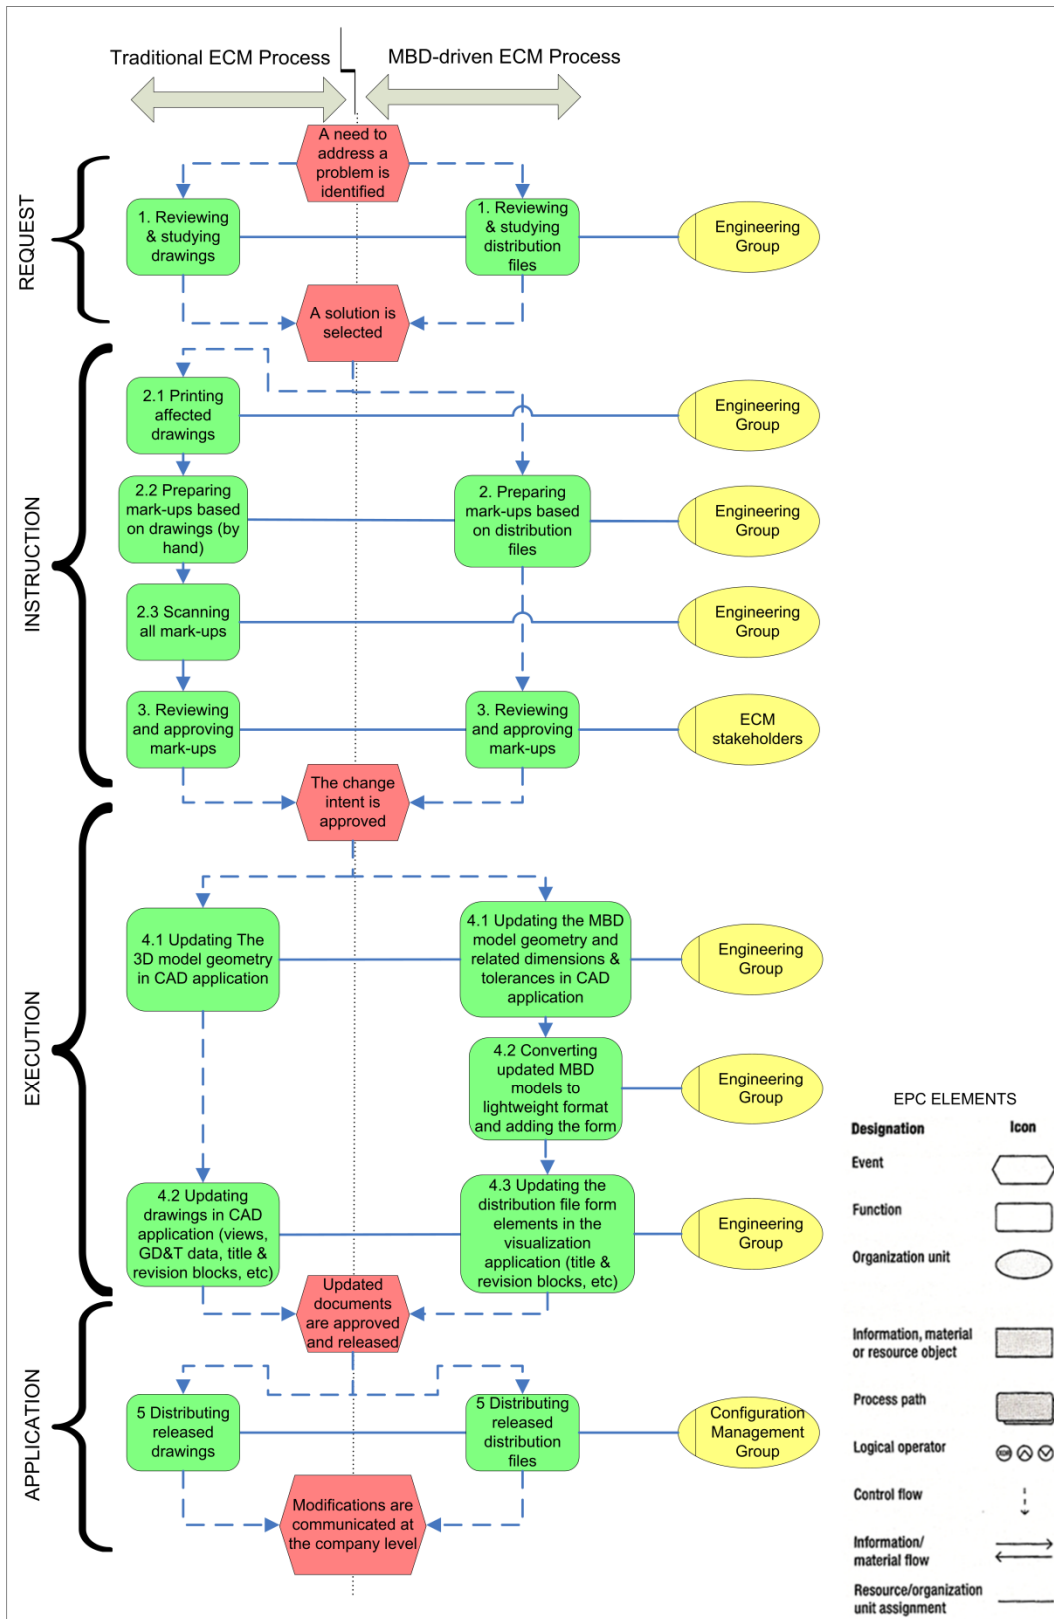 Traditional ECM Process
MBD-driven ECM Process
REQUEST
A need to
address a
problem is
identified
1. Reviewing
& studying
drawings
1. Reviewing
& studying
distribution
files
Engineering
Group
A solution is
selected
INSTRUCTION
2.1 Printing
affected
drawings
Engineering
Group
2.2 Preparing
mark-ups based
on drawings (by
hand)
2. Preparing
mark-ups based
on distribution
files
Engineering
Group
2.3 Scanning
all mark-ups
Engineering
Group
3. Reviewing
and approving
mark-ups
3. Reviewing
and approving
mark-ups
ECM
stakeholders
The change
intent is
approved
EXECUTION
4.1 Updating The
3D model geometry
in CAD application
4.1 Updating the MBD
model geometry and
related dimensions &
tolerances in CAD
application
Engineering
Group
4.2 Converting
updated MBD
models to
lightweight format
and adding the form
Engineering
Group
4.2 Updating
drawings in CAD
application (views,
GD&T data, title &
revision blocks, etc)
4.3 Updating the
distribution file form
elements in the
visualization
application (title &
revision blocks, etc)
Engineering
Group
Updated
documents
are approved
and released
APPLICATION
5 Distributing
released
drawings
5 Distributing
released
distribution
files
Configuration
Management
Group
Modifications are
communicated at
the company level
EPC ELEMENTS
Designation Icon
Event
Function
Organization unit
Information, material
or resource object
Process path
Logical operator
XOR
Control flow
Information/
material flow
Resource/organization
unit assignment